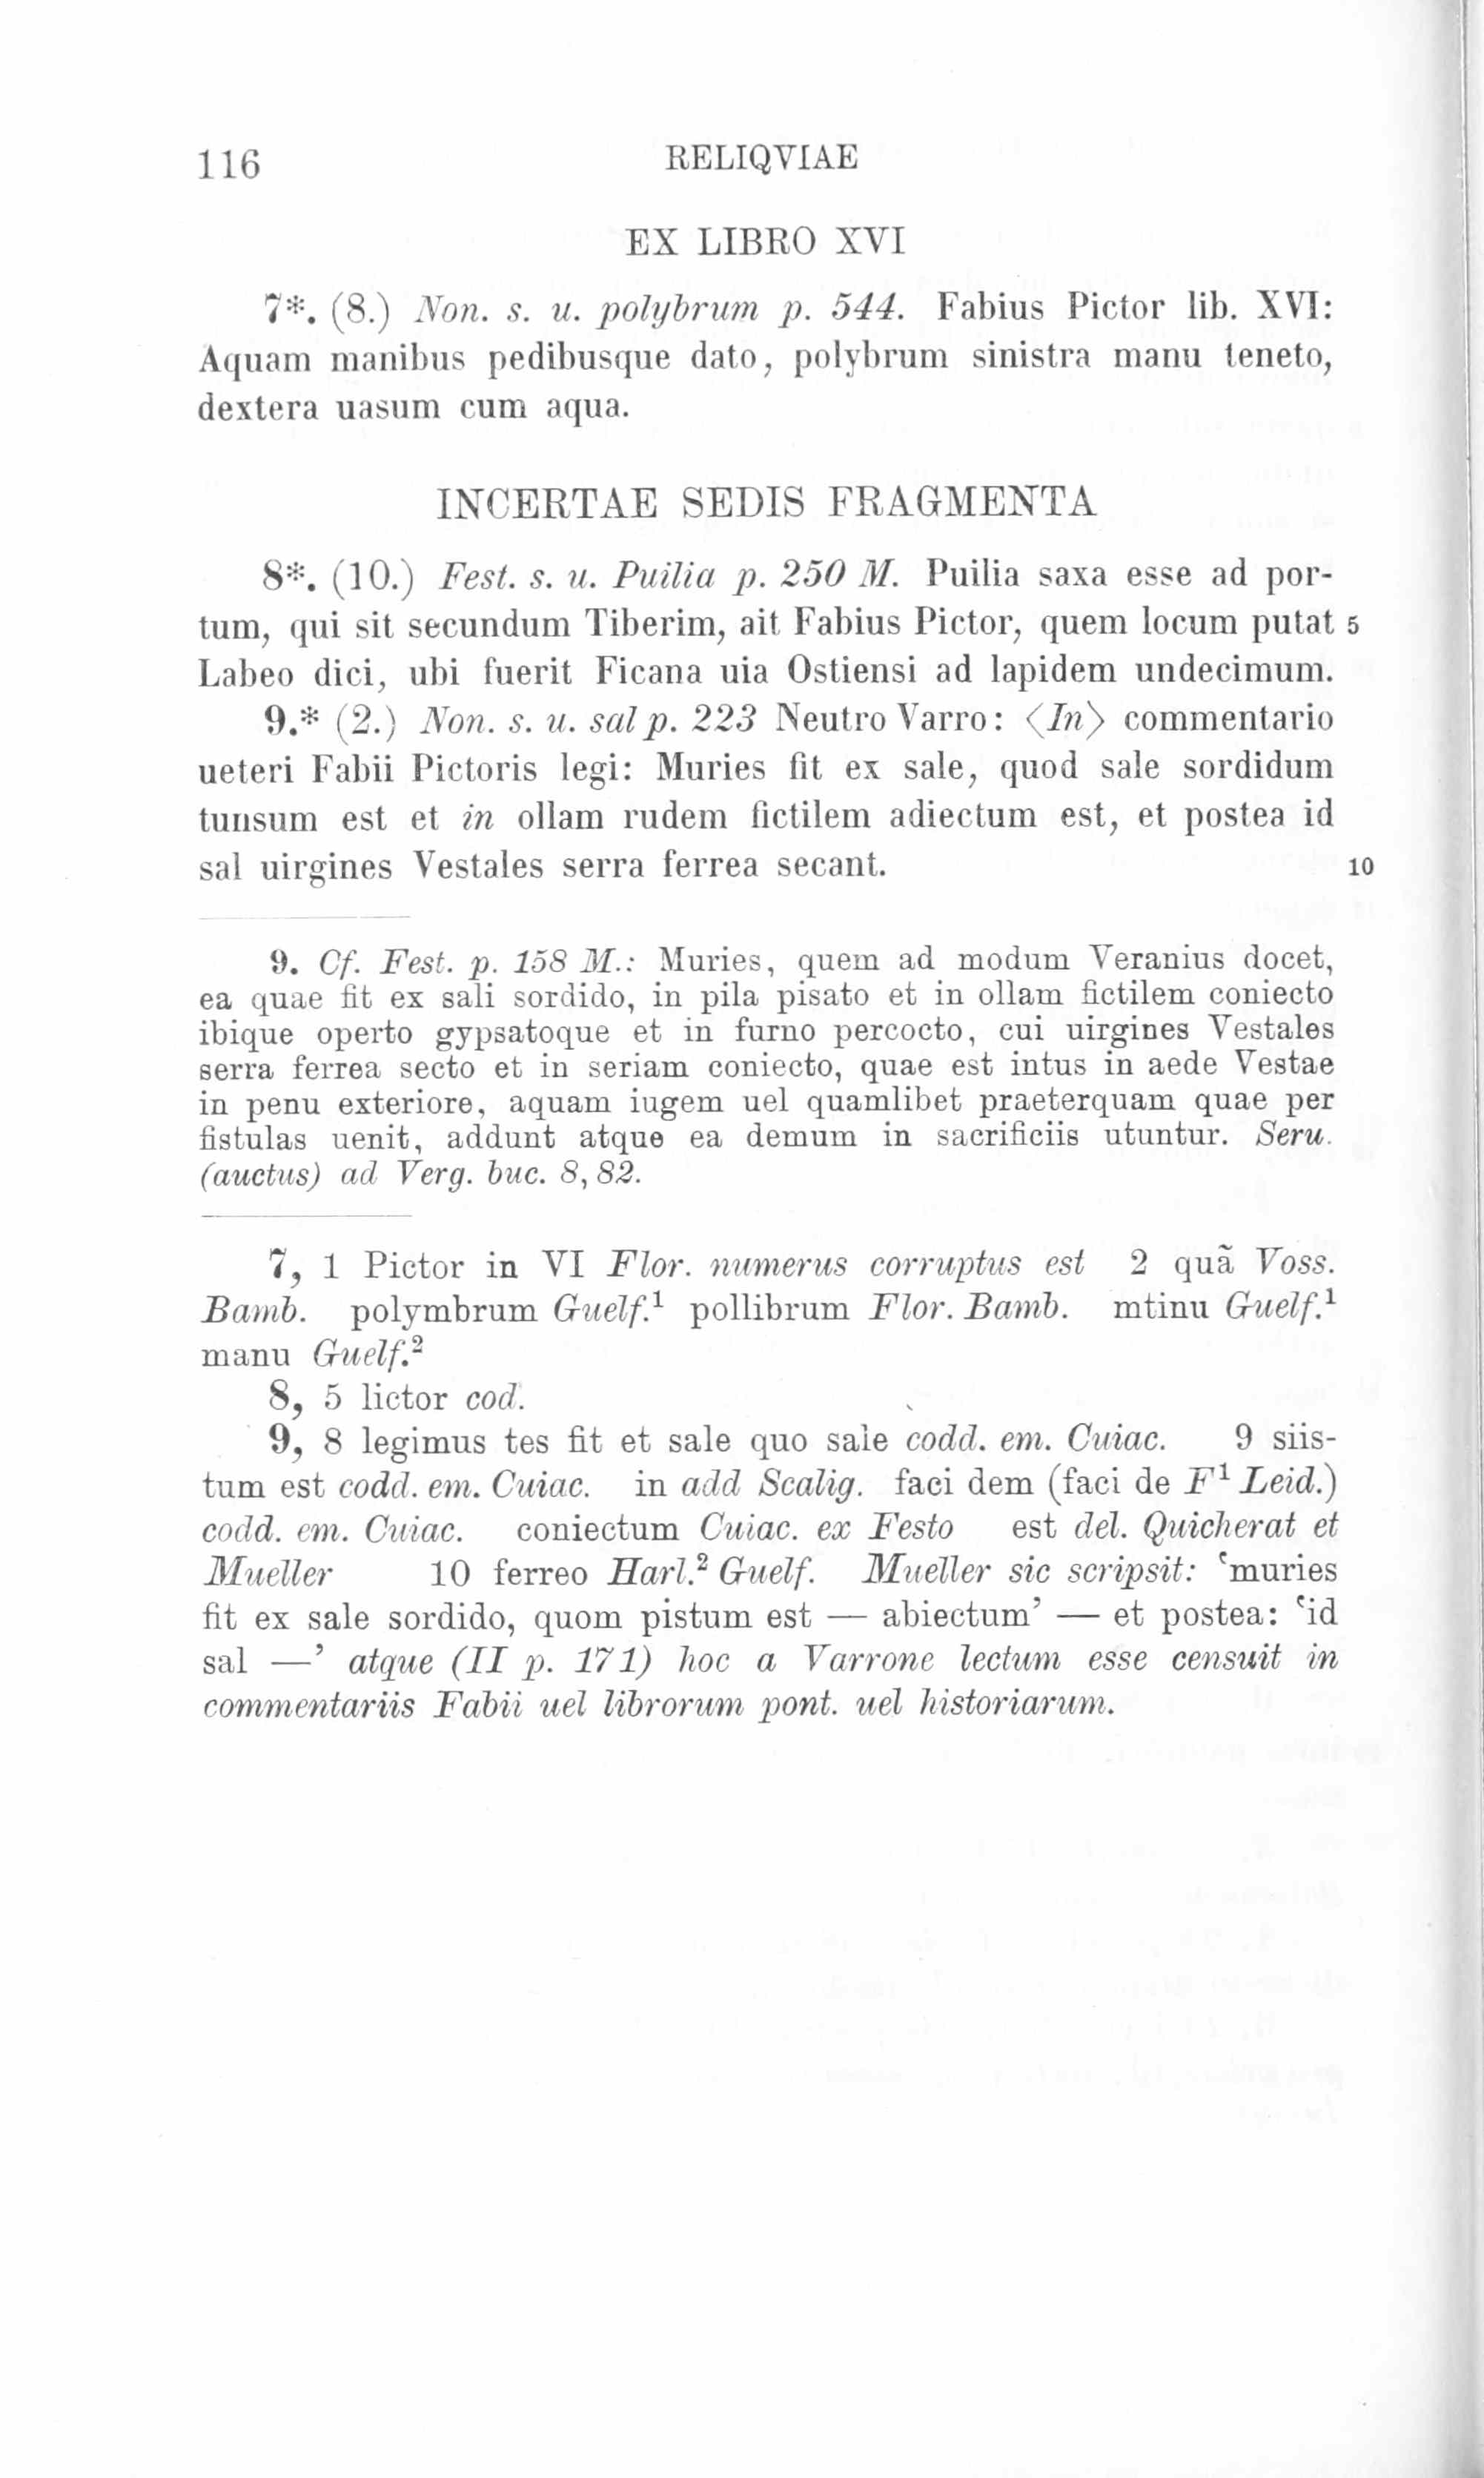 116 RELIQVIAE
EX LIBRO XVI
7*. (8.) Non. s. u. polybrum p. 544. Fabius Pictor lib. XVI:
Aquam manibus pedibusque dato, polybrum sinistra manu teneto,
dextera uasum cum aqua.
INCERTAE SEDIS FRAGMENTA
8*. (10.) Fest. s. u. Puilia p. 250 M. Puilia saxa esse ad por-
tum, qui sit secundum Tiberim, ait Fabius Pictor, quem locum putat 5
Labeo dici, ubi fuerit Ficana uia Ostiensi ad lapidem undecimum.
9.* (2.) Non. s. u. sal p. 223 Neutro Varro: ⟨In⟩ commentario
ueteri Fabii Pictoris legi: Muries fit ex sale, quod sale sordidum
tunsum est et in ollam rudem fictilem adiectum est, et postea id
sal uirgines Vestales serra ferrea secant. 10
9. Cf. Fest. p. 158 M.: Muries, quem ad modum Veranius docet,
ea quae fit ex sali sordido, in pila pisato et in ollam fictilem coniecto
ibique operto gypsatoque et in furno percocto, cui uirgines Vestales
serra ferrea secto et in seriam coniecto, quae est intus in aede Vestae
in penu exteriore, aquam iugem uel quamlibet praeterquam quae per
fistulas uenit, addunt atque ea demum in sacrificiis utuntur. Seru.
(auctus) ad Verg. buc. 8, 82.
7, 1 Pictor in VI Flor. numerus corruptus est 2 quã Voss.
Bamb. polymbrum Guelf.¹ pollibrum Flor. Bamb. mtinu Guelf.¹
manu Guelf.²
8, 5 lictor cod.
9, 8 legimus tes fit et sale quo sale codd. em. Cuiac. 9 siis-
tum est codd. em. Cuiac. in add Scalig. faci dem (faci de F¹ Leid.)
codd. em. Cuiac. coniectum Cuiac. ex Festo est del. Quicherat et
Mueller 10 ferreo Harl.² Guelf. Mueller sic scripsit: ‘muries
fit ex sale sordido, quom pistum est — abiectum’ — et postea: ‘id
sal —’ atque (II p. 171) hoc a Varrone lectum esse censuit in
commentariis Fabii uel librorum pont. uel historiarum.